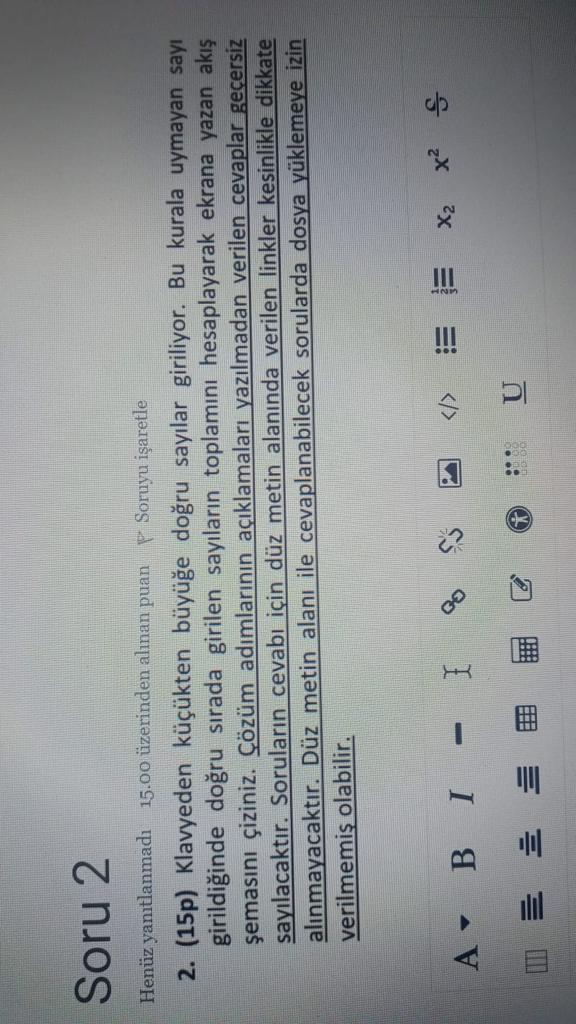 Soru 2
Henüz yanıtlanmadı 15.00 üzerinden alınan puan Soruyu işaretle
2. (15p) Klavyeden küçükten büyüğe doğru sayılar giriliyor. Bu kurala uymayan sayı
girildiğinde doğru sırada girilen sayıların toplamını hesaplayarak ekrana yazan akış
şemasını çiziniz. Çözüm adımlarının açıklamaları yazılmadan verilen cevaplar geçersiz
sayılacaktır. Soruların cevabı için düz metin alanında verilen linkler kesinlikle dikkate
alınmayacaktır. Düz metin alanı ile cevaplanabilecek sorularda dosya yüklemeye izin
verilmemiş olabilir.
A B I </> X₂ X² S
U